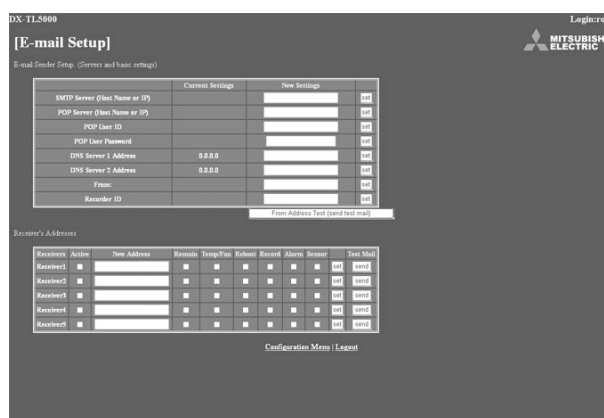 DX-TL5000 Login:ro
[E-mail Setup]
MITSUBISH
ELECTRIC
E-mail Sender Setup. (Servers and basic settings)
Current Settings New Settings
SMTP Server (Host Name or IP) set
POP Server (Host Name or IP) set
POP User ID set
POP User Password set
DNS Server 1 Address 0.0.0.0 set
DNS Server 2 Address 0.0.0.0 set
From: set
Recorder ID set
From Address Test (send test mail)
Receiver's Addresses
Receivers Active New Address Remain Temp/Fan Reboot Record Alarm Sensor Test Mail
Receiver1 set send
Receiver2 set send
Receiver3 set send
Receiver4 set send
Receiver5 set send
Configuration Menu | Logout